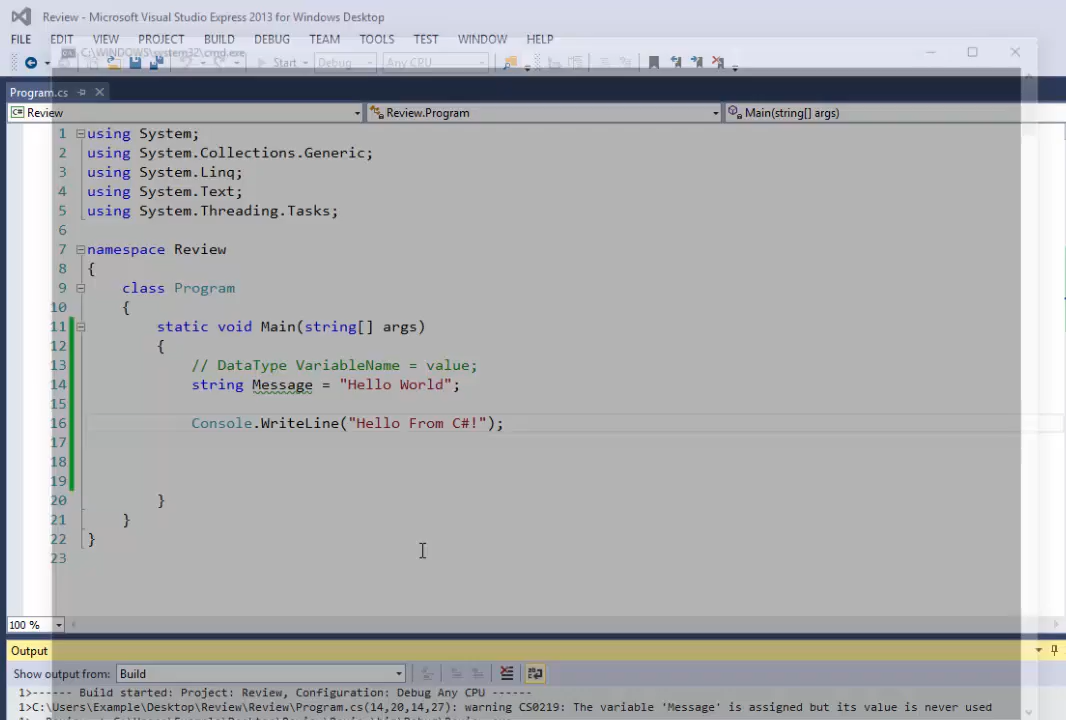 Review - Microsoft Visual Studio Express 2013 for Windows Desktop
FILE EDIT VIEW PROJECT BUILD DEBUG TEAM TOOLS TEST WINDOW HELP
C:\WINDOWS\system32\cmd.exe
Start Debug Any CPU
Program.cs
Review Review.Program Main(string[] args)
1 using System;
2 using System.Collections.Generic;
3 using System.Linq;
4 using System.Text;
5 using System.Threading.Tasks;
6
7 namespace Review
8 {
9 class Program
10 {
11 static void Main(string[] args)
12 {
13 // DataType VariableName = value;
14 string Message = "Hello World";
15
16 Console.WriteLine("Hello From C#!");
17
18
19
20 }
21 }
22 }
23
100 %
Output
Show output from: Build
1>------ Build started: Project: Review, Configuration: Debug Any CPU ------
1>C:\Users\Example\Desktop\Review\Review\Program.cs(14,20,14,27): warning CS0219: The variable 'Message' is assigned but its value is never used